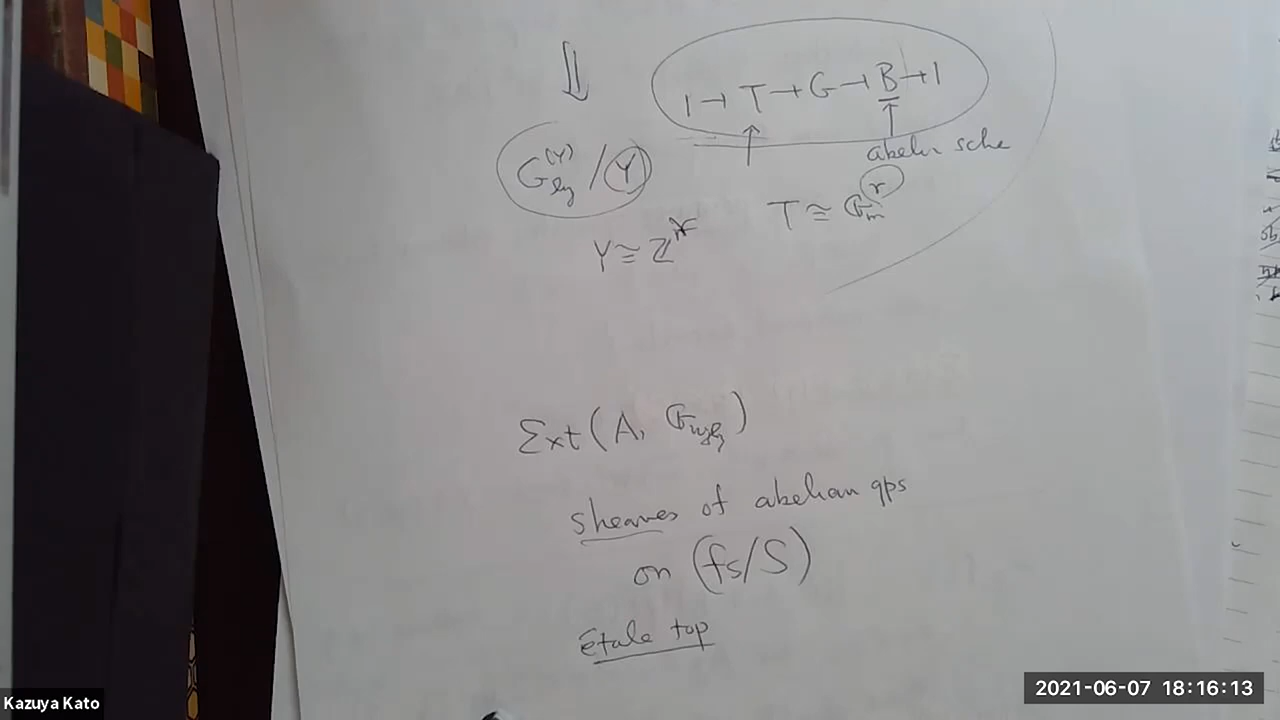 ⇓
1 → T → G → B → 1
abelian sche
G_log^(Y) / Y
T ≅ G_m^r
Y ≅ Z^r
Ext(A, G_m,log)
sheaves of abelian gps
on (fs/S)
étale top
Kazuya Kato
2021-06-07 18:16:13